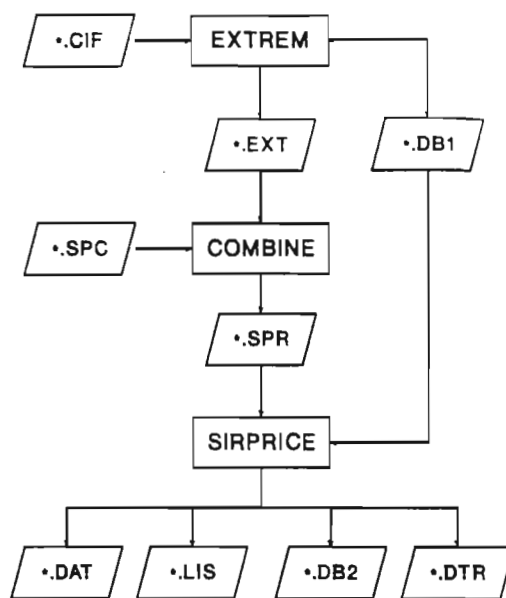 *.CIF
EXTREM
*.EXT
*.DB1
*.SPC
COMBINE
*.SPR
SIRPRICE
*.DAT
*.LIS
*.DB2
*.DTR